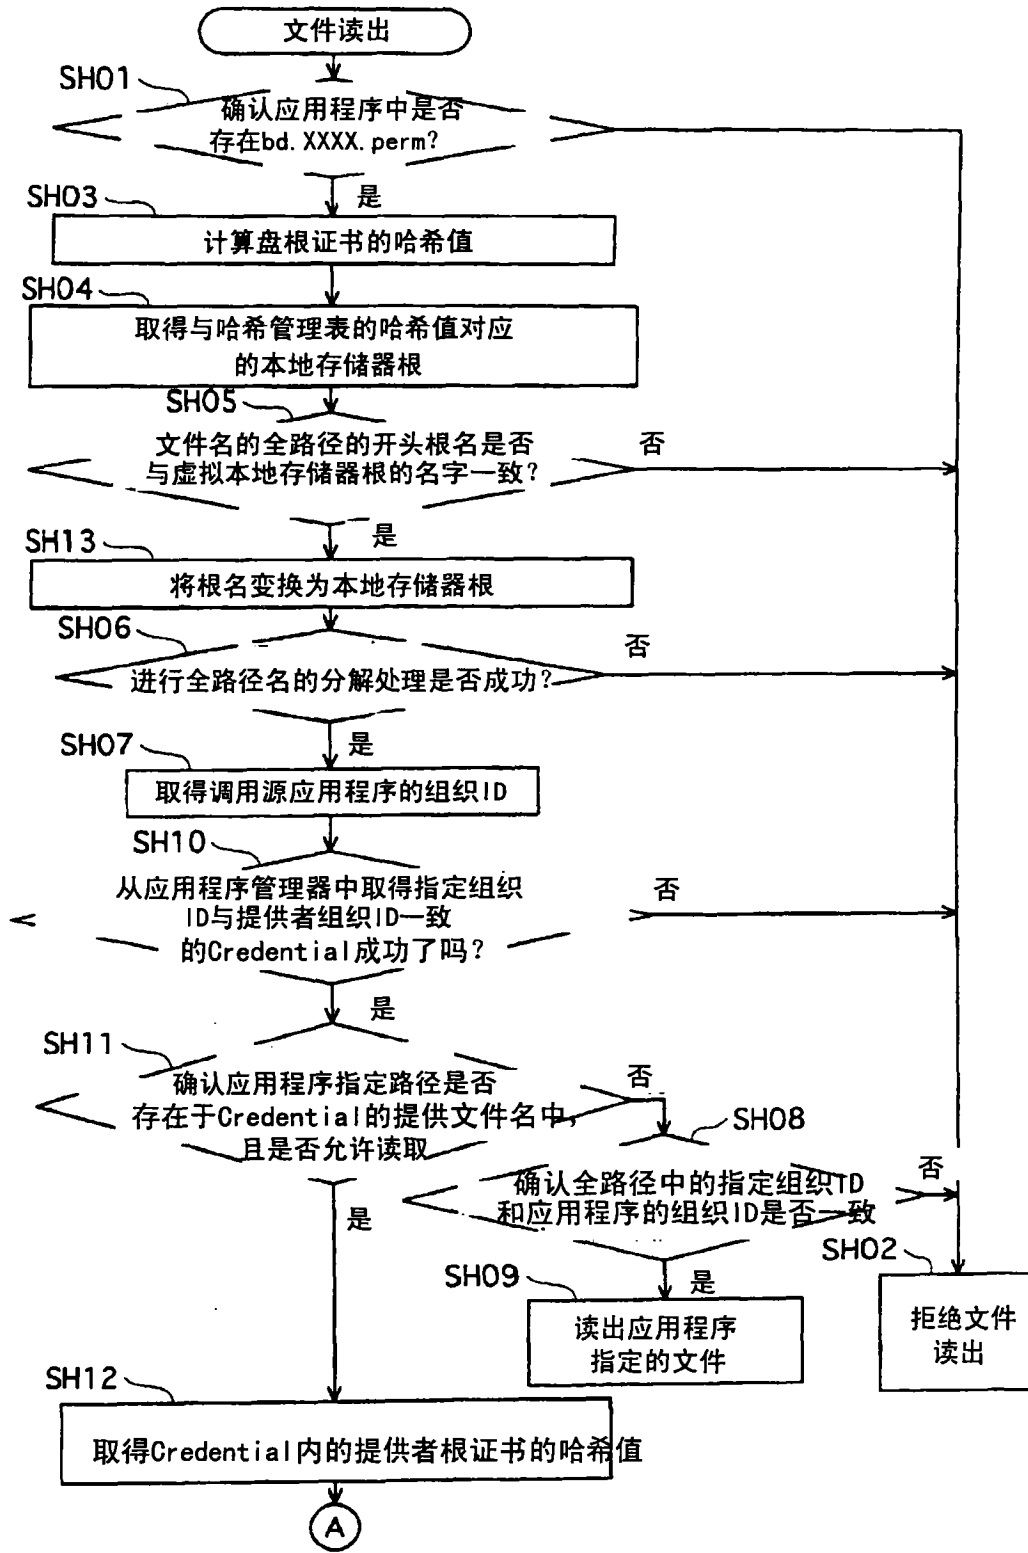 文件读出
SH01
确认应用程序中是否
存在bd.XXXX.perm?
是
SH03
计算盘根证书的哈希值
SH04
取得与哈希管理表的哈希值对应
的本地存储器根
SH05
文件名的全路径的开头根名是否
与虚拟本地存储器根的名字一致?
否
是
SH13
将根名变换为本地存储器根
SH06
进行全路径名的分解处理是否成功?
否
是
SH07
取得调用源应用程序的组织ID
SH10
从应用程序管理器中取得指定组织
ID与提供者组织ID一致
的Credential成功了吗?
否
是
SH11
确认应用程序指定路径是否
存在于Credential的提供文件名中,
且是否允许读取
否
是
SH08
确认全路径中的指定组织ID
和应用程序的组织ID是否一致
否
是
SH09
读出应用程序
指定的文件
SH02
拒绝文件
读出
SH12
取得Credential内的提供者根证书的哈希值
A